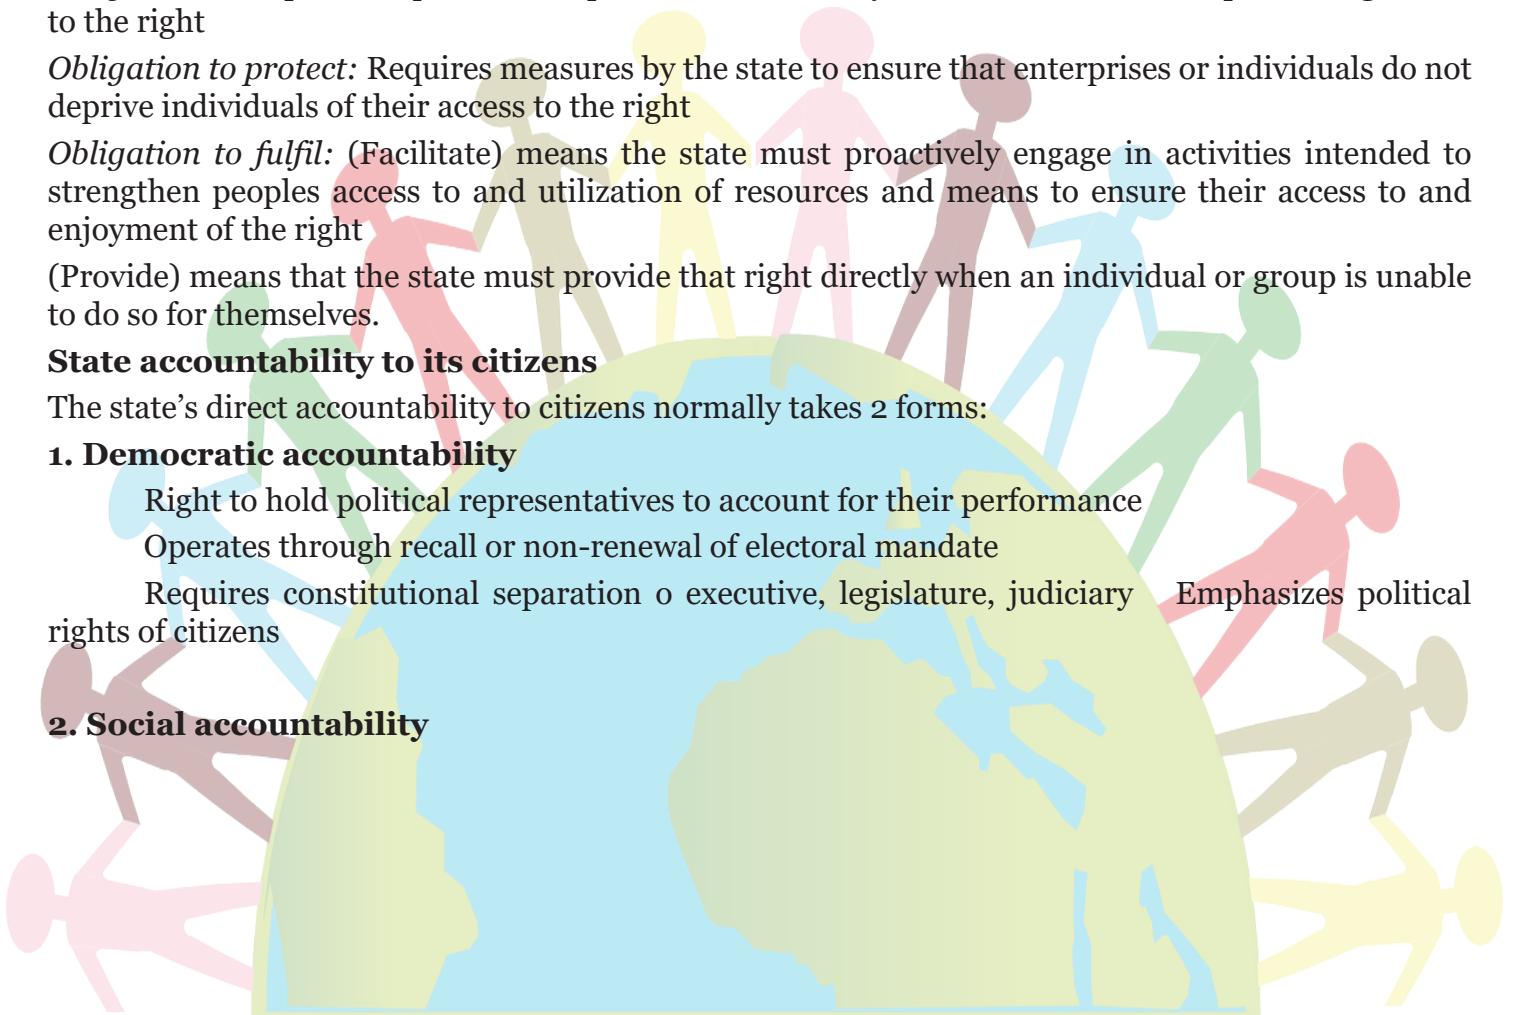 to the right
Obligation to protect: Requires measures by the state to ensure that enterprises or individuals do not
deprive individuals of their access to the right
Obligation to fulfil: (Facilitate) means the state must proactively engage in activities intended to
strengthen peoples access to and utilization of resources and means to ensure their access to and
enjoyment of the right
(Provide) means that the state must provide that right directly when an individual or group is unable
to do so for themselves.
State accountability to its citizens
The state’s direct accountability to citizens normally takes 2 forms:
1. Democratic accountability
Right to hold political representatives to account for their performance
Operates through recall or non-renewal of electoral mandate
Requires constitutional separation o executive, legislature, judiciary Emphasizes political
rights of citizens
2. Social accountability